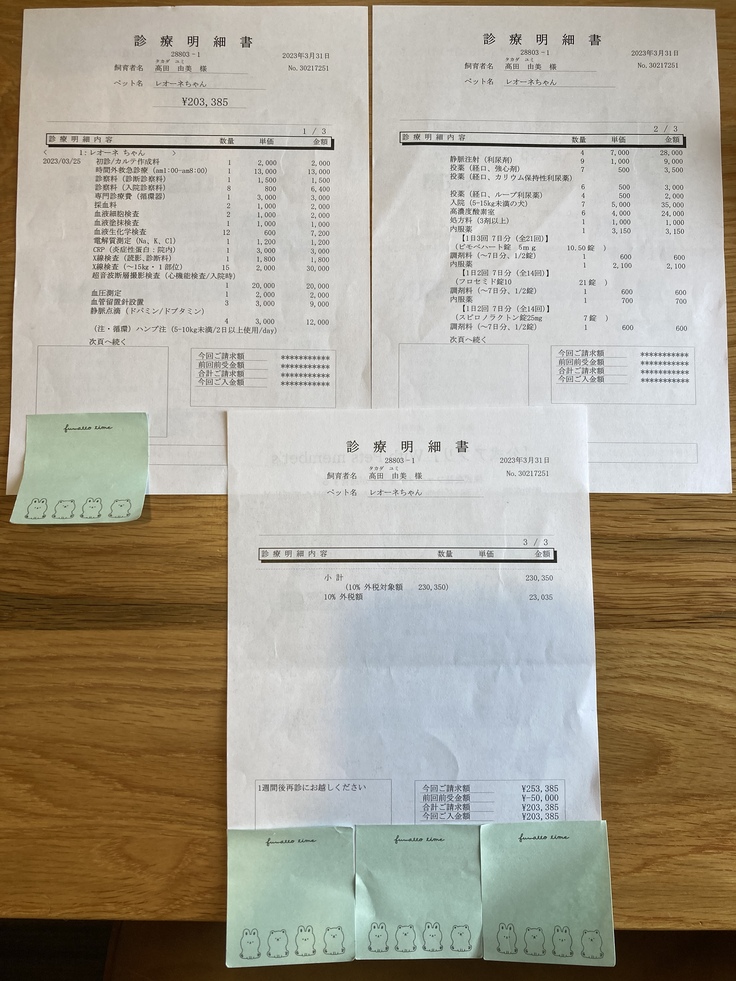 診療明細書
28803-1
2023年3月31日
タカダ ユミ
飼育者名 髙田 由美 様
No.30217251
ペット名 レオーネちゃん
¥203,385
1 / 3
診療明細内容 数量 単価 金額
< 1:レオーネ ちゃん >
2023/03/25 初診/カルテ作成料 1 2,000 2,000
時間外救急診療 (am1:00-am8:00) 1 13,000 13,000
診察料 (診断診察料) 1 1,500 1,500
診察料 (入院診察料) 8 800 6,400
専門診療費 (循環器) 1 3,000 3,000
採血料 2 1,000 2,000
血液細胞検査 2 1,000 2,000
血液塗抹検査 1 1,000 1,000
血液生化学検査 12 600 7,200
電解質測定 (Na, K, Cl) 1 1,200 1,200
CRP (炎症性蛋白:院内) 1 3,000 3,000
X線検査 (読影、診断料) 1 1,800 1,800
X線検査 (~15kg・1部位) 15 2,000 30,000
超音波断層撮影検査 (心機能検査/入院時)
1 20,000 20,000
血圧測定 1 2,000 2,000
血管留置針設置 3 3,000 9,000
静脈点滴 (ドパミン/ドブタミン)
4 3,000 12,000
(注・循環) ハンプ注 (5-10kg未満/2日以上使用/day)
次頁へ続く
今回ご請求額 **********
前回前受金額 **********
合計ご請求額 **********
今回ご入金額 **********
診療明細書
28803-1
2023年3月31日
タカダ ユミ
飼育者名 髙田 由美 様
No.30217251
ペット名 レオーネちゃん
2 / 3
診療明細内容 数量 単価 金額
4 7,000 28,000
静脈注射 (利尿剤) 9 1,000 9,000
投薬 (経口、強心剤) 7 500 3,500
投薬 (経口、カリウム保持性利尿薬)
6 500 3,000
投薬 (経口、ループ利尿薬) 4 500 2,000
入院 (5-15kg未満の犬) 7 5,000 35,000
高濃度酸素室 6 4,000 24,000
処方料 (3剤以上) 1 1,000 1,000
内服薬 1 3,150 3,150
【1日3回 7日分 (全21回)】
(ピモベハート錠 5mg 10.50錠 )
調剤料 (~7日分、1/2錠) 1 600 600
内服薬 1 2,100 2,100
【1日2回 7日分 (全14回)】
(フロセミド錠10 21錠 )
調剤料 (~7日分、1/2錠) 1 600 600
内服薬 1 700 700
【1日2回 7日分 (全14回)】
(スピロノラクトン錠25mg 7錠 )
調剤料 (~7日分、1/2錠) 1 600 600
次頁へ続く
今回ご請求額 **********
前回前受金額 **********
合計ご請求額 **********
今回ご入金額 **********
funatto time
診療明細書
28803-1
2023年3月31日
タカダ ユミ
飼育者名 髙田 由美 様
No.30217251
ペット名 レオーネちゃん
3 / 3
診療明細内容 数量 単価 金額
小計 230,350
(10% 外税対象額 230,350)
10% 外税額 23,035
1週間後再診にお越しください
今回ご請求額 ¥253,385
前回前受金額 ¥-50,000
合計ご請求額 ¥203,385
今回ご入金額 ¥203,385
funatto time
funatto time
funatto time